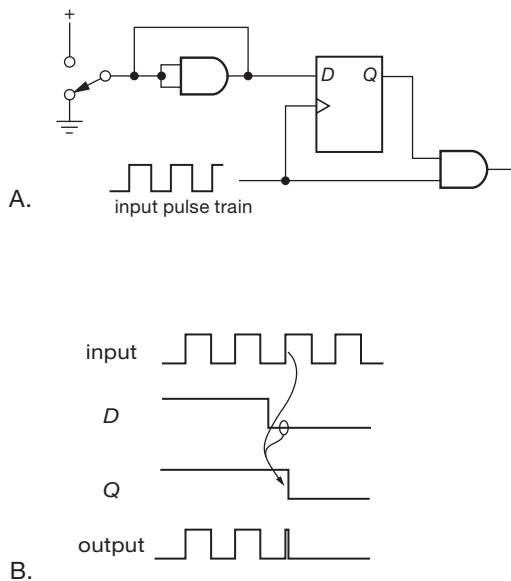 +
D Q
A.
input pulse train
input
D
Q
output
B.